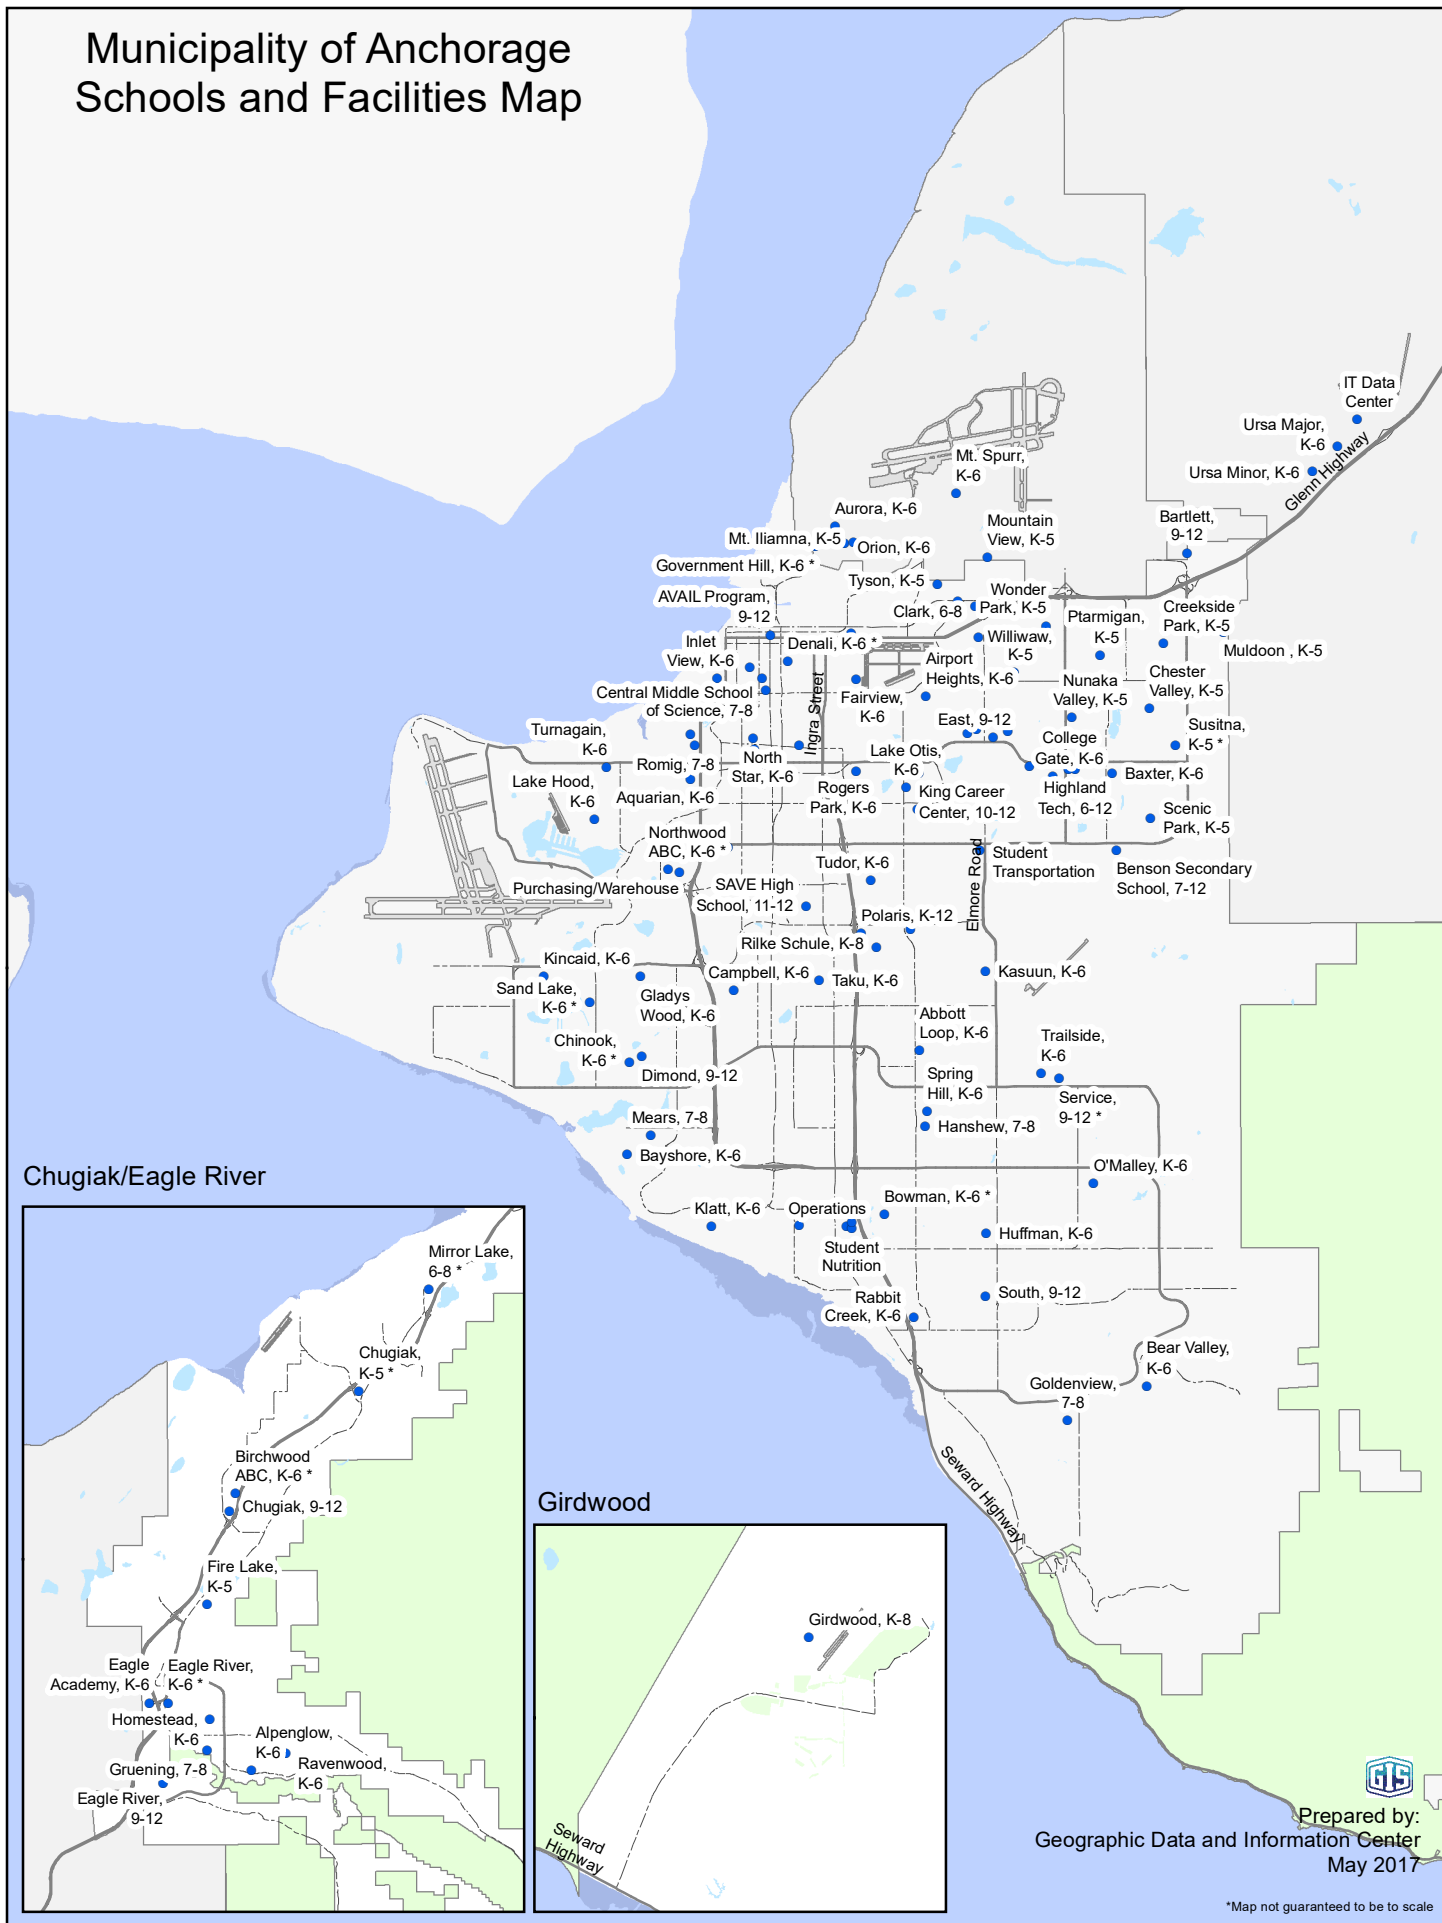 Municipality of Anchorage
Schools and Facilities Map
IT Data
Center
Ursa Major,
K-6
Ursa Minor, K-6
Glenn Highway
Mt. Spurr,
K-6
Aurora, K-6
Mt. Iliamna, K-5
Orion, K-6
Government Hill, K-6 *
Mountain
View, K-5
Bartlett,
9-12
Tyson, K-5
AVAIL Program,
9-12
Clark, 6-8
Wonder
Park, K-5
Ptarmigan,
K-5
Creekside
Park, K-5
Muldoon , K-5
Inlet
View, K-6
Denali, K-6 *
Williwaw,
K-5
Airport
Heights, K-6
Central Middle School
of Science, 7-8
Ingra Street
Fairview,
K-6
Nunaka
Valley, K-5
Chester
Valley, K-5
Turnagain,
K-6
East, 9-12
Susitna,
K-5 *
Romig, 7-8
North
Star, K-6
Lake Otis,
K-6
College
Gate, K-6
Baxter, K-6
Lake Hood,
K-6
Aquarian, K-6
Rogers
Park, K-6
King Career
Center, 10-12
Highland
Tech, 6-12
Scenic
Park, K-5
Northwood
ABC, K-6 *
Tudor, K-6
Elmore Road
Student
Transportation
Benson Secondary
School, 7-12
Purchasing/Warehouse
SAVE High
School, 11-12
Polaris, K-12
Rilke Schule, K-8
Kincaid, K-6
Campbell, K-6
Taku, K-6
Kasuun, K-6
Sand Lake,
K-6 *
Gladys
Wood, K-6
Abbott
Loop, K-6
Chinook,
K-6 *
Dimond, 9-12
Trailside,
K-6
Spring
Hill, K-6
Service,
9-12 *
Mears, 7-8
Hanshew, 7-8
Bayshore, K-6
O'Malley, K-6
Klatt, K-6
Operations
Bowman, K-6 *
Student
Nutrition
Huffman, K-6
Rabbit
Creek, K-6
South, 9-12
Bear Valley,
K-6
Goldenview,
7-8
Seward Highway
Chugiak/Eagle River
Mirror Lake,
6-8 *
Chugiak,
K-5 *
Birchwood
ABC, K-6 *
Chugiak, 9-12
Fire Lake,
K-5
Eagle
Academy, K-6
Eagle River,
K-6 *
Homestead,
K-6
Alpenglow,
K-6
Gruening, 7-8
Ravenwood,
K-6
Eagle River,
9-12
Girdwood
Girdwood, K-8
Seward
Highway
GIS
Prepared by:
Geographic Data and Information Center
May 2017
*Map not guaranteed to be to scale